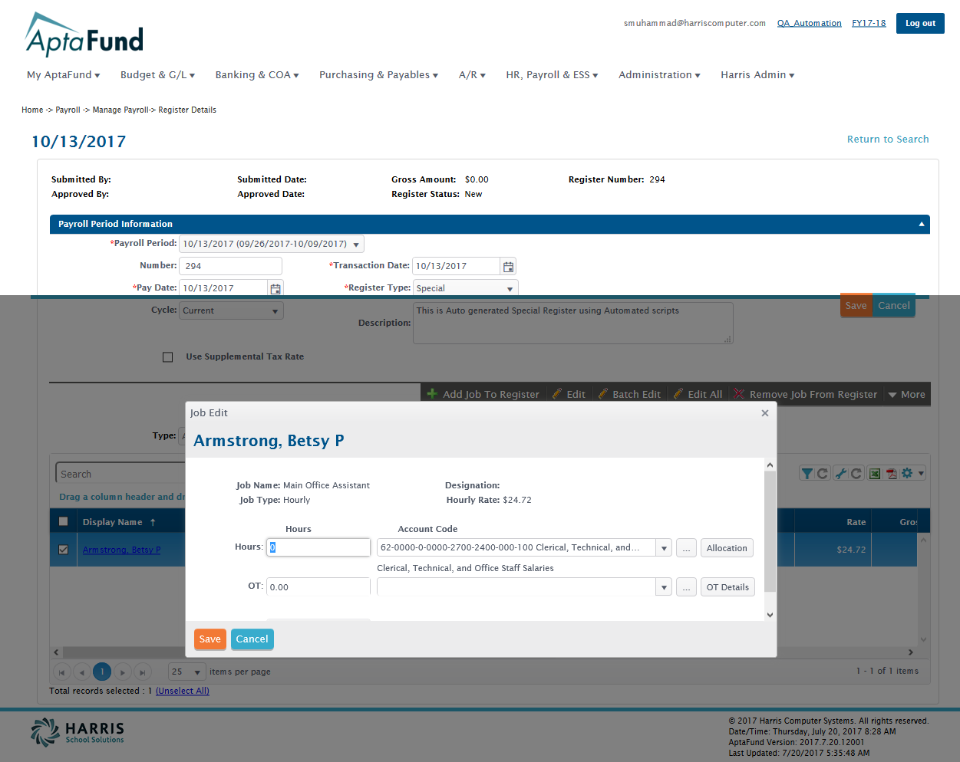 smuhammad@harriscomputer.com QA_Automation FY17-18 Log out
AptaFund
My AptaFund Budget & G/L Banking & COA Purchasing & Payables A/R HR, Payroll & ESS Administration Harris Admin
Home -> Payroll -> Manage Payroll-> Register Details
10/13/2017 Return to Search
Submitted By: Submitted Date: Gross Amount: $0.00 Register Number: 294
Approved By: Approved Date: Register Status: New
Payroll Period Information
*Payroll Period: 10/13/2017 (09/26/2017-10/09/2017)
Number: 294 *Transaction Date: 10/13/2017
*Pay Date: 10/13/2017 *Register Type: Special
Cycle: Current Description: This is Auto generated Special Register using Automated scripts Save Cancel
Use Supplemental Tax Rate
Add Job To Register Edit Batch Edit Edit All Remove Job From Register More
Job Edit
Type:
Armstrong, Betsy P
Search
Drag a column header and
Job Name: Main Office Assistant Designation:
Job Type: Hourly Hourly Rate: $24.72
Display Name ↑ Rate Gros
Hours Account Code
Hours: 0 62-0000-0-0000-2700-2400-000-100 Clerical, Technical, and... ... Allocation
Armstrong, Betsy P $24.72
Clerical, Technical, and Office Staff Salaries
OT: 0.00 ... OT Details
Save Cancel
1 25 items per page 1 - 1 of 1 items
Total records selected : 1 (Unselect All)
HARRIS
School Solutions
© 2017 Harris Computer Systems. All rights reserved.
Date/Time: Thursday, July 20, 2017 8:28 AM
AptaFund Version: 2017.7.20.12001
Last Updated: 7/20/2017 5:35:48 AM